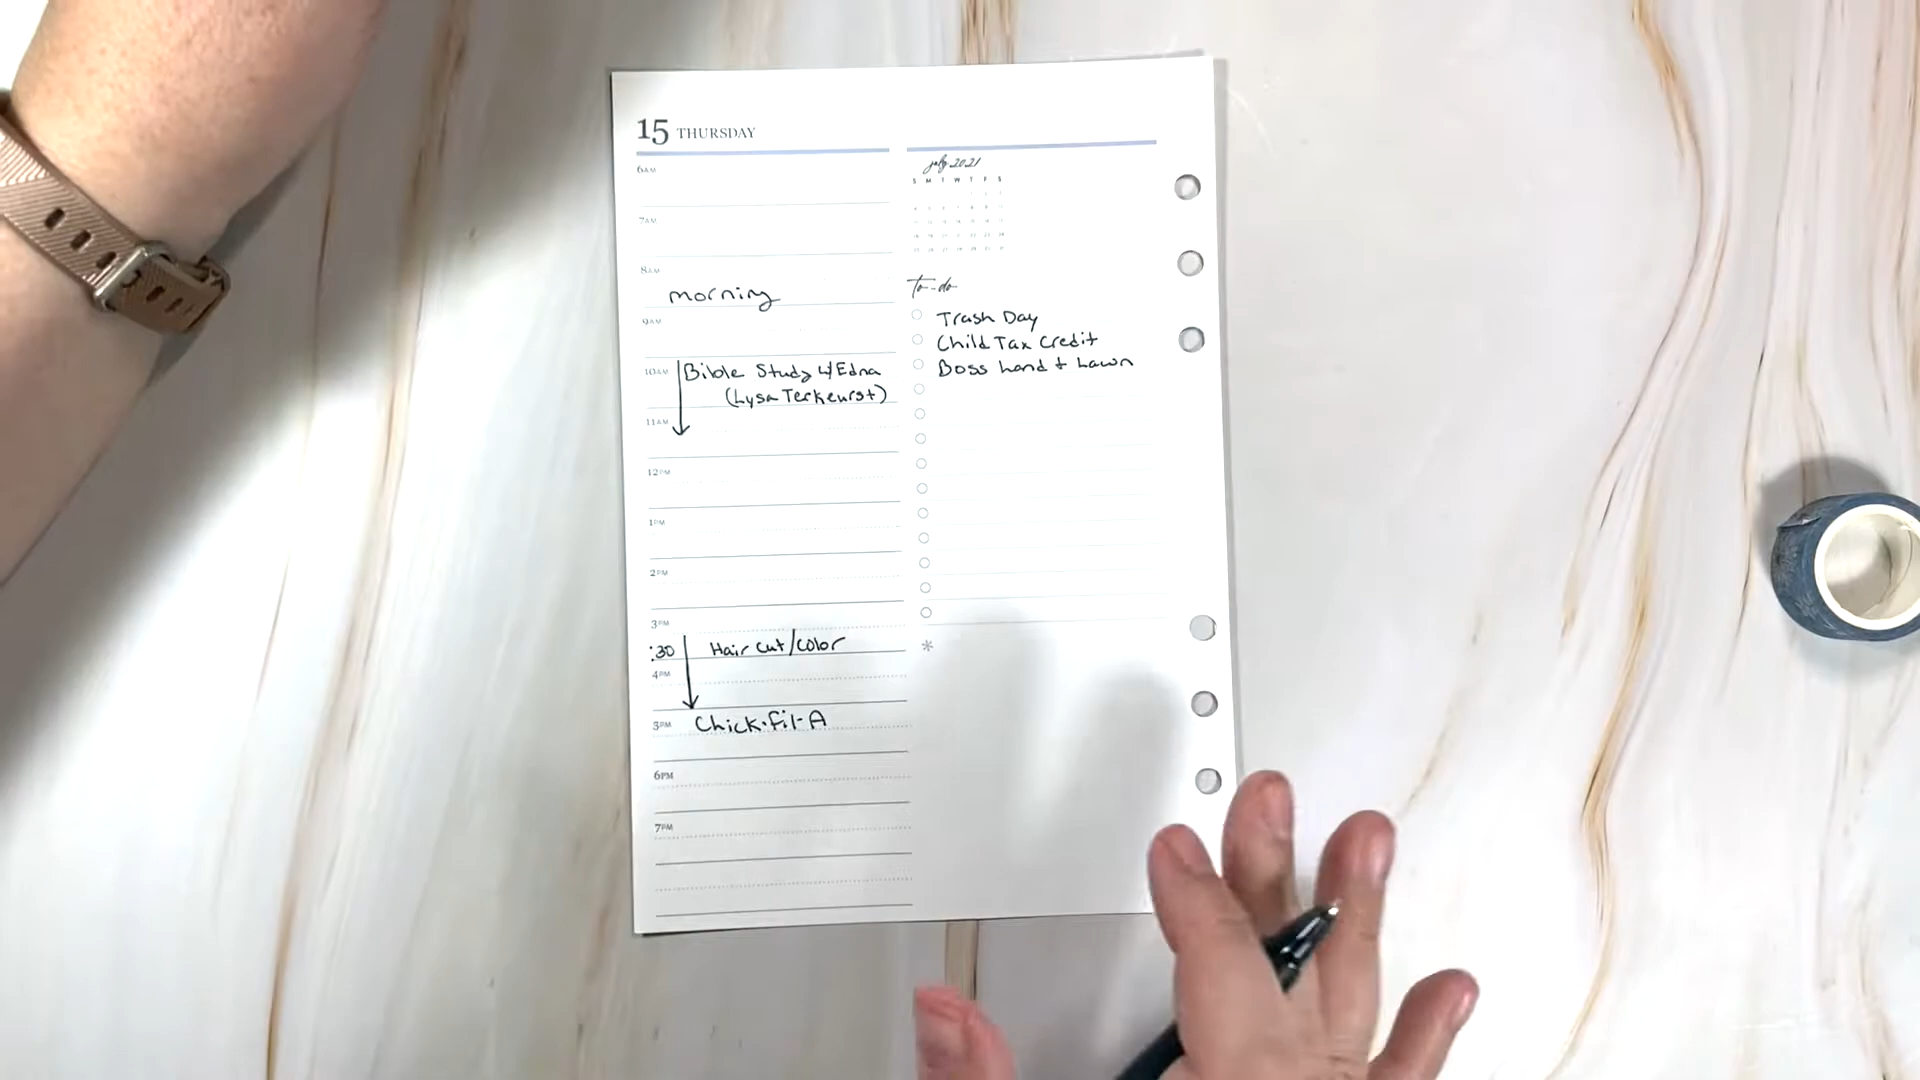 15 THURSDAY
6AM
7AM
8AM
morning
9AM
10AM Bible Study w/Edna
(Lysa Terkeurst)
11AM
12PM
1PM
2PM
3PM
:30 Hair Cut/Color
4PM
Chick-fil-A
6PM
7PM
july 2021
S M T W T F S
to-do
Trash Day
Child Tax Credit
Boss Land + Lawn
*